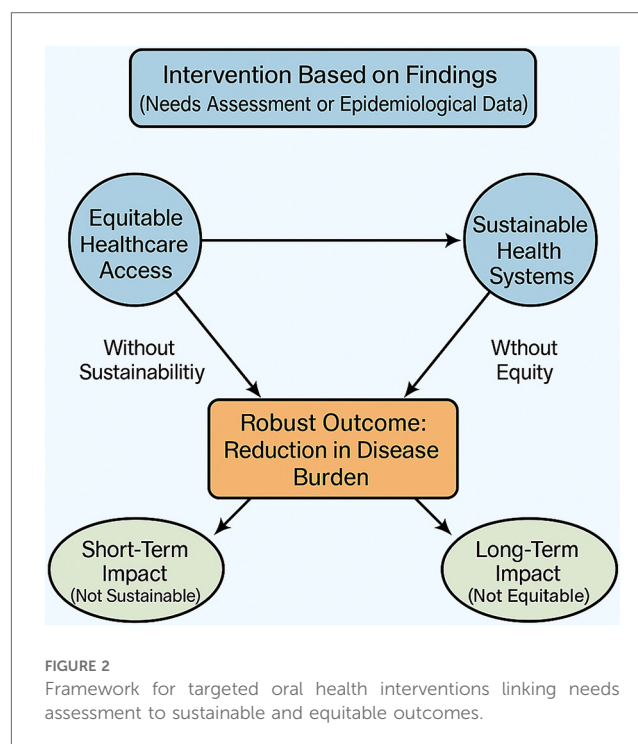 Intervention Based on Findings
(Needs Assessment or Epidemiological Data)
Equitable
Healthcare
Access
Sustainable
Health
Systems
Without
Sustainabilitiy
Wthout
Equity
Robust Outcome:
Reduction in Disease
Burden
Short-Term
Impact
(Not Sustainable)
Long-Term
Impact
(Not Equitable)
FIGURE 2
Framework for targeted oral health interventions linking needs
assessment to sustainable and equitable outcomes.